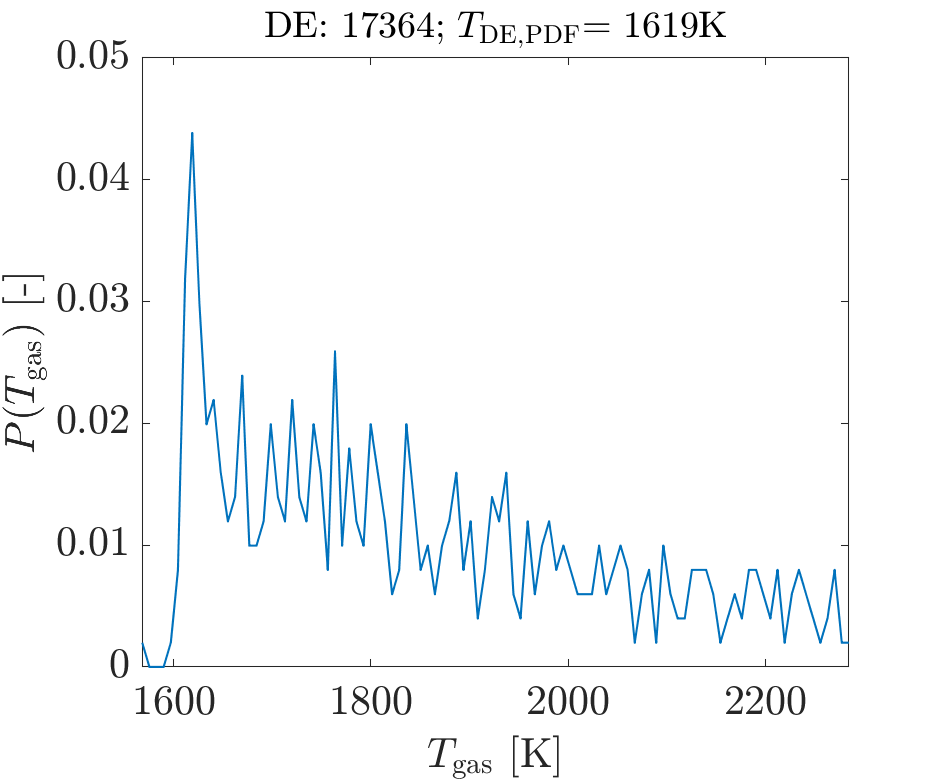 DE: 17364; T_DE,PDF= 1619K
0.05
0.04
0.03
0.02
0.01
0
P(T_gas) [-]
1600 1800 2000 2200
T_gas [K]